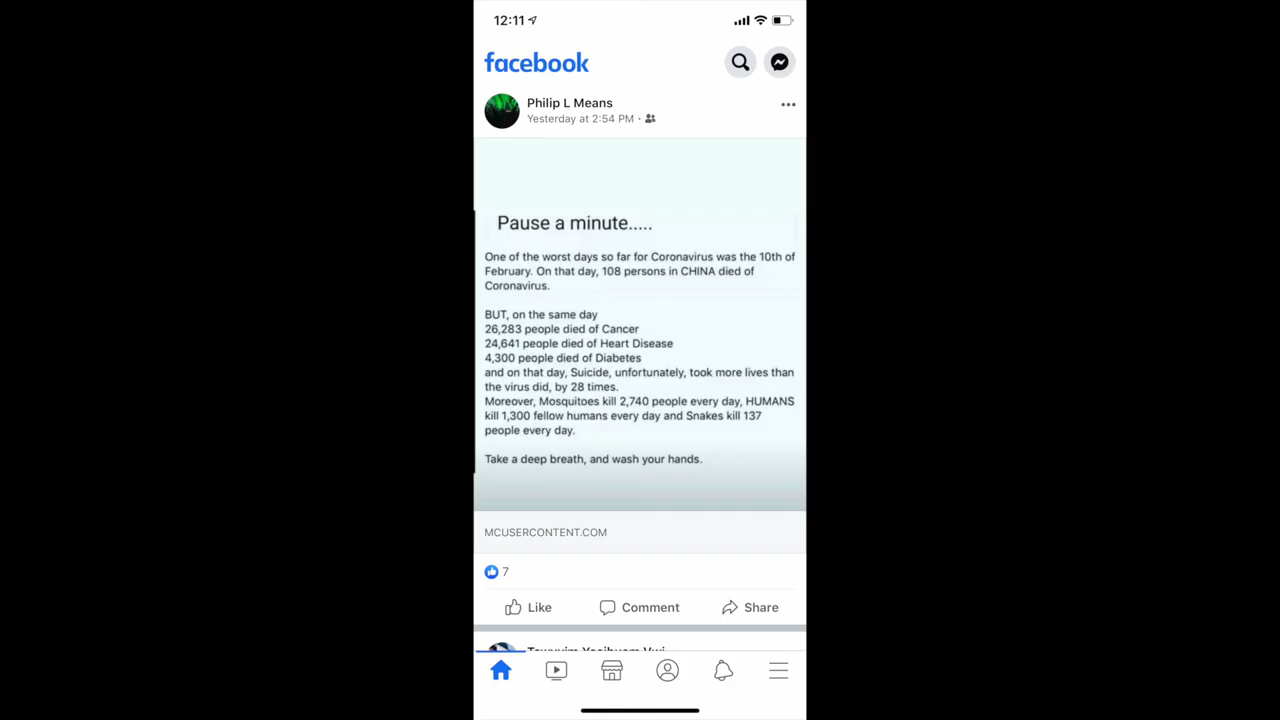 12:11
facebook
Philip L Means
Yesterday at 2:54 PM ·
Pause a minute.....
One of the worst days so far for Coronavirus was the 10th of
February. On that day, 108 persons in CHINA died of
Coronavirus.
BUT, on the same day
26,283 people died of Cancer
24,641 people died of Heart Disease
4,300 people died of Diabetes
and on that day, Suicide, unfortunately, took more lives than
the virus did, by 28 times.
Moreover, Mosquitoes kill 2,740 people every day, HUMANS
kill 1,300 fellow humans every day and Snakes kill 137
people every day.
Take a deep breath, and wash your hands.
MCUSERCONTENT.COM
7
Like Comment Share